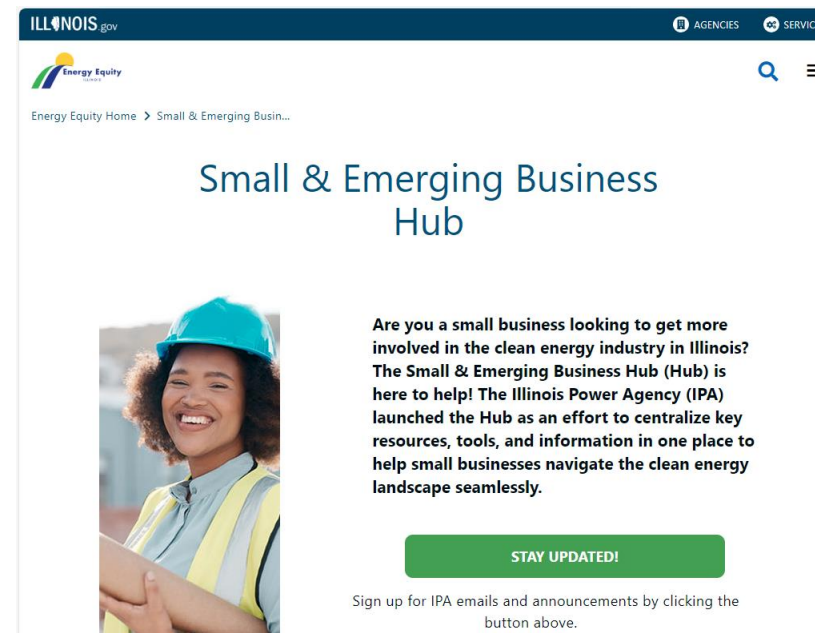 ILLINOIS.gov
AGENCIES
SERVIC
Energy Equity
ILLINOIS
Energy Equity Home
Small & Emerging Busin...
Small & Emerging Business
Hub
Are you a small business looking to get more
involved in the clean energy industry in Illinois?
The Small & Emerging Business Hub (Hub) is
here to help! The Illinois Power Agency (IPA)
launched the Hub as an effort to centralize key
resources, tools, and information in one place to
help small businesses navigate the clean energy
landscape seamlessly.
STAY UPDATED!
Sign up for IPA emails and announcements by clicking the
button above.